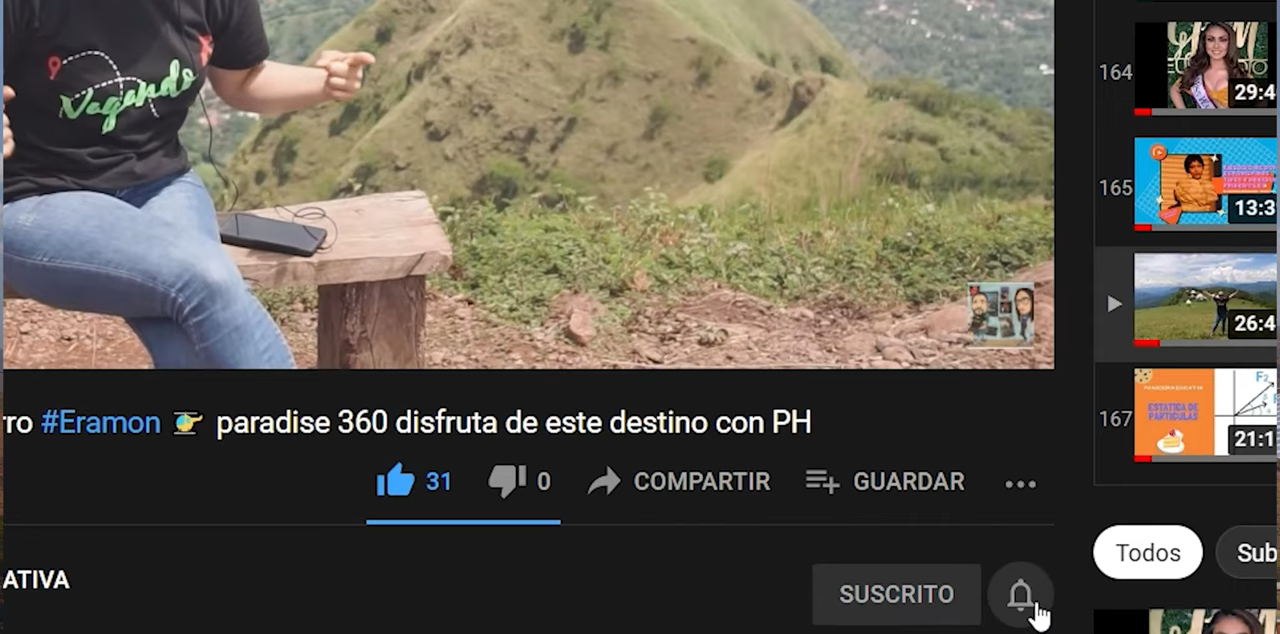 Vagando
rro #Eramon paradise 360 disfruta de este destino con PH
31
0
COMPARTIR
GUARDAR
ATIVA
SUSCRITO
164
29:4
165
13:3
26:4
167
ESTATICA DE
PARTICULAS
F2
21:1
Todos
Sub